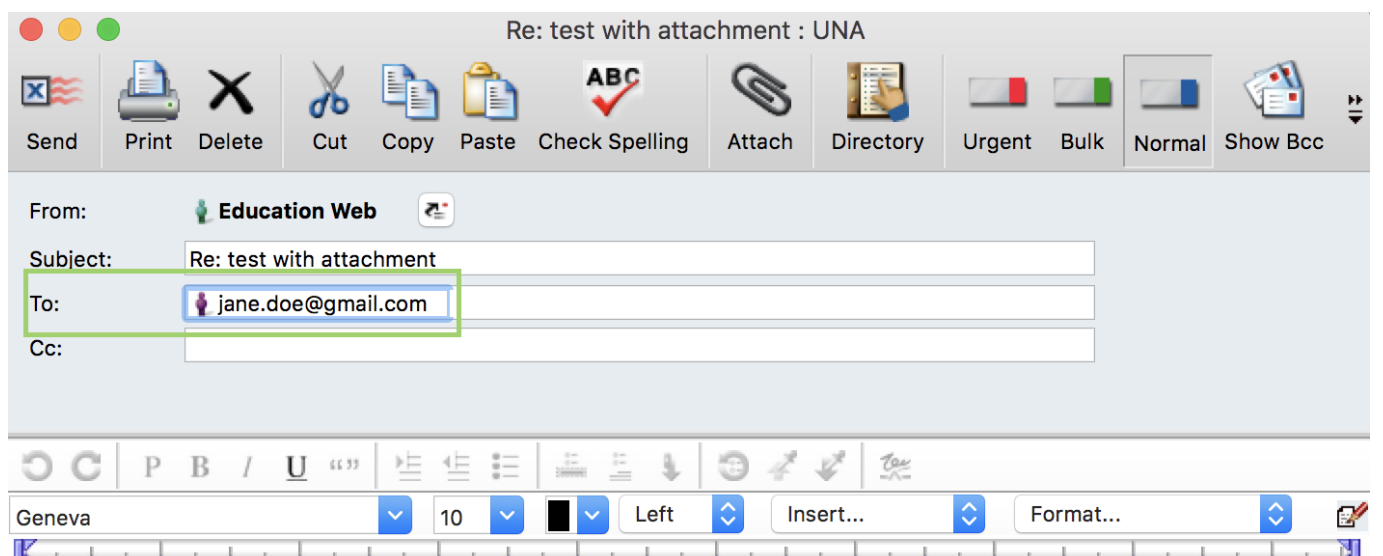 Re: test with attachment : UNA
ABC
Send Print Delete Cut Copy Paste Check Spelling Attach Directory Urgent Bulk Normal Show Bcc
From: Education Web
Subject: Re: test with attachment
To: jane.doe@gmail.com
Cc:
P B I U “”
Geneva 10 Left Insert... Format...